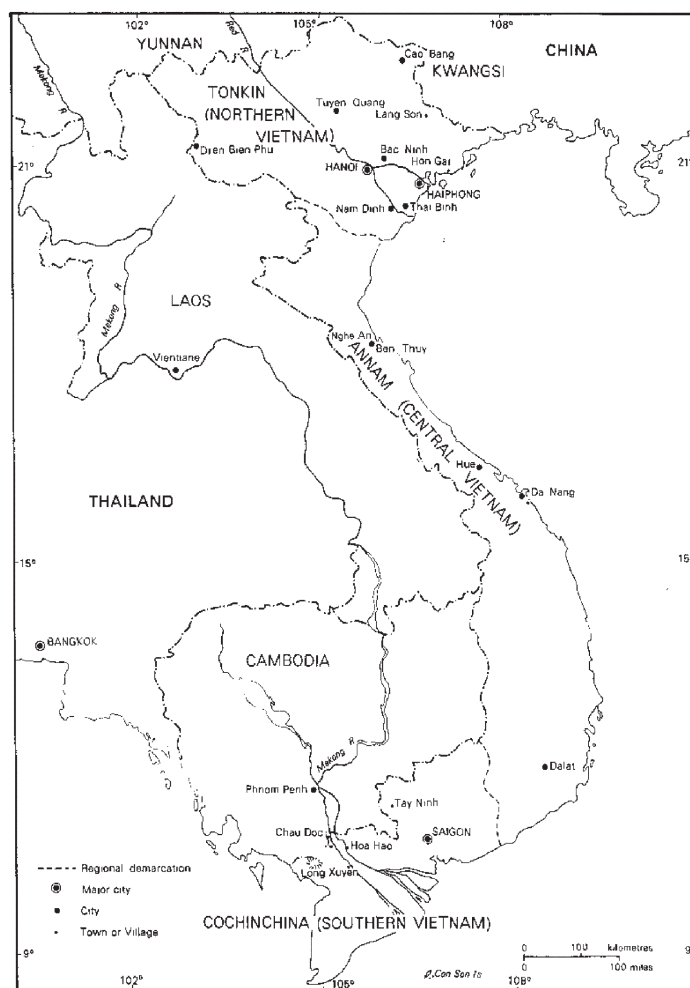 102°
105°
108°
YUNNAN
Red R
CHINA
Cao Bang
KWANGSI
Mekong R
TONKIN
(NORTHERN
VIETNAM)
Tuyen Quang
Lang Son
Dien Bien Phu
Bac Ninh
Hon Gai
21°
HANOI
21°
HAIPHONG
Nam Dinh
Thai Binh
LAOS
Mekong R
Nghe An
Ben Thuy
Vientiane
ANNAM (CENTRAL VIETNAM)
Hue
Da Nang
THAILAND
15°
15
BANGKOK
CAMBODIA
Mekong R
Dalat
Phnom Penh
Tay Ninh
Chau Doc
Hoa Hao
SAIGON
Long Xuyen
Regional demarcation
Major city
City
Town or Village
COCHINCHINA (SOUTHERN VIETNAM)
0 100 kilometres
0 100 miles
9°
9
102°
105°
Con Son Is
108°